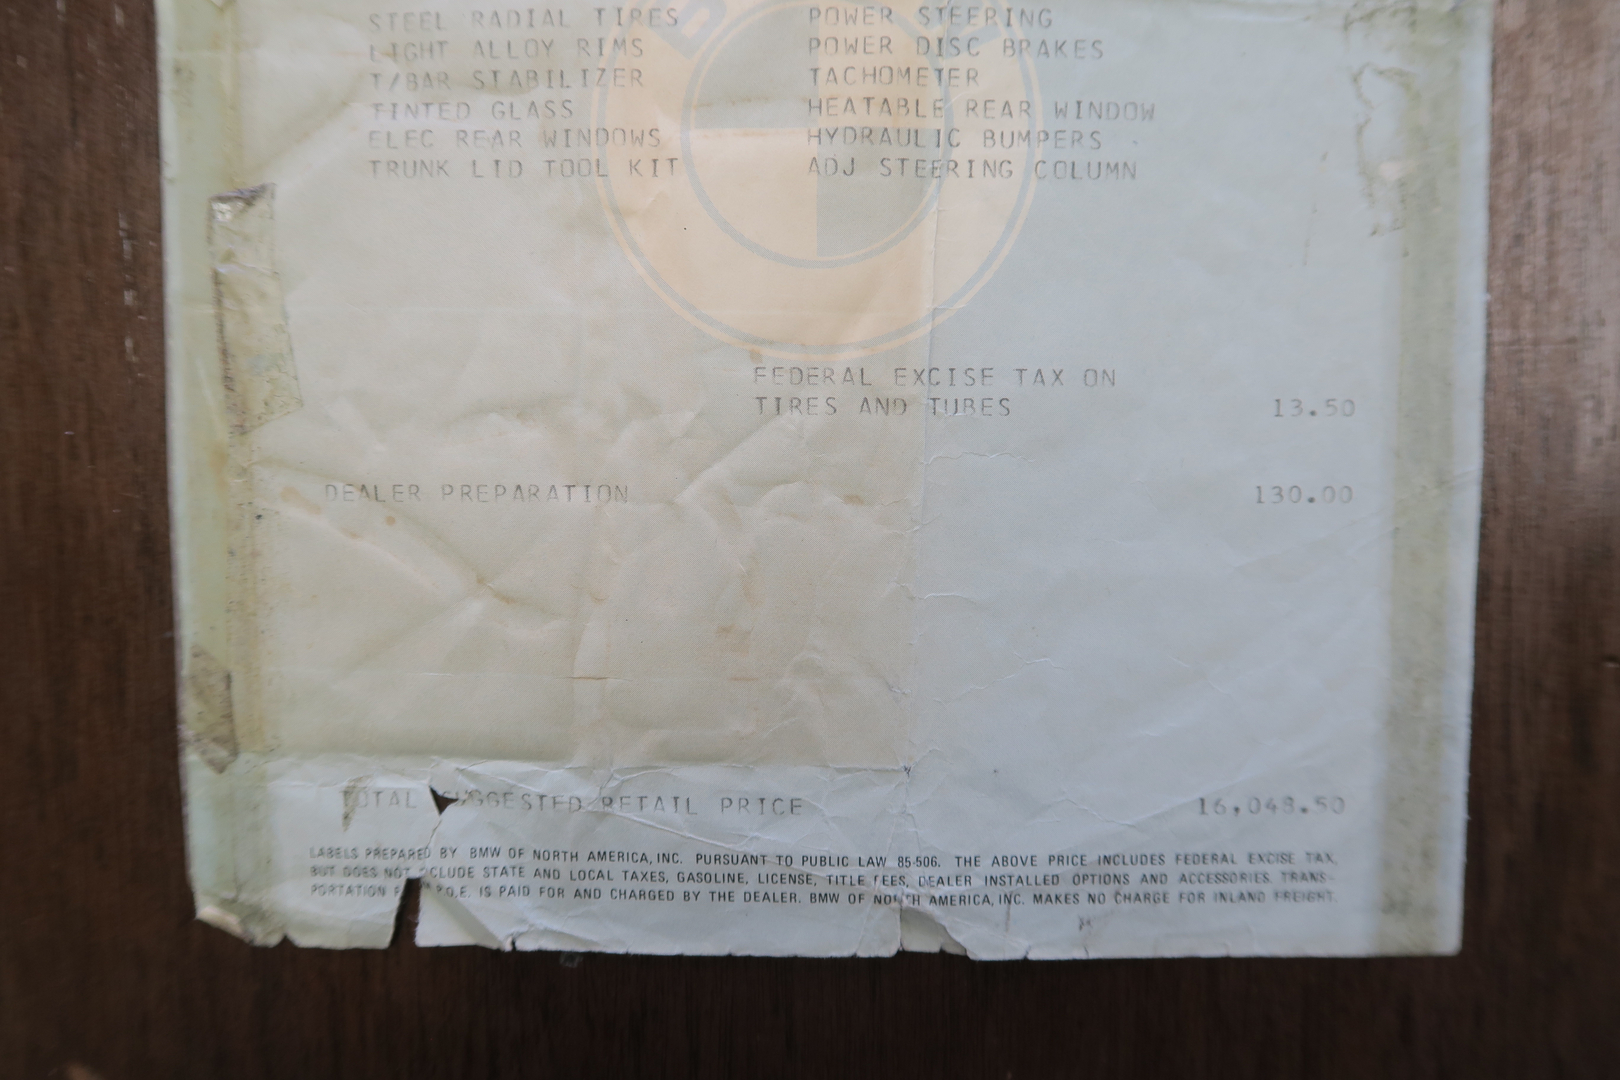 STEEL RADIAL TIRES POWER STEERING
LIGHT ALLOY RIMS POWER DISC BRAKES
T/BAR STABILIZER TACHOMETER
TINTED GLASS HEATABLE REAR WINDOW
ELEC REAR WINDOWS HYDRAULIC BUMPERS
TRUNK LID TOOL KIT ADJ STEERING COLUMN
FEDERAL EXCISE TAX ON
TIRES AND TUBES 13.50
DEALER PREPARATION 130.00
TOTAL SUGGESTED RETAIL PRICE 16,048.50
LABELS PREPARED BY BMW OF NORTH AMERICA, INC. PURSUANT TO PUBLIC LAW 85-506. THE ABOVE PRICE INCLUDES FEDERAL EXCISE TAX,
BUT DOES NOT CLUDE STATE AND LOCAL TAXES, GASOLINE, LICENSE, TITLE FEES, DEALER INSTALLED OPTIONS AND ACCESSORIES. TRANS-
PORTATION P.O.E. IS PAID FOR AND CHARGED BY THE DEALER. BMW OF NORTH AMERICA, INC. MAKES NO CHARGE FOR INLAND FREIGHT.